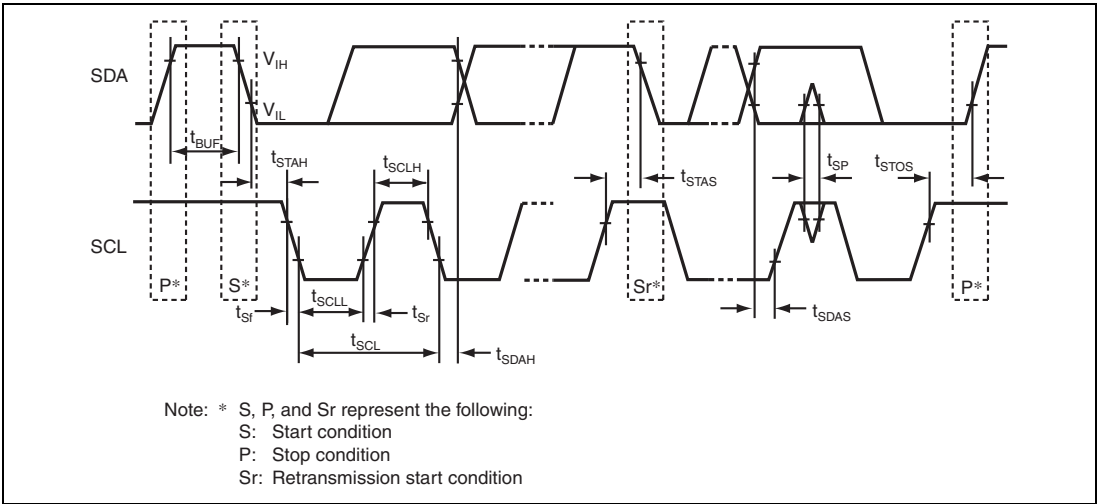 SDA
V_IH
V_IL
t_BUF
t_STAH
t_SCLH
t_STAS
t_SP
t_STOS
SCL
P*
S*
Sr*
P*
t_Sf
t_SCLL
t_Sr
t_SDAS
t_SCL
t_SDAH
Note: * S, P, and Sr represent the following:
S: Start condition
P: Stop condition
Sr: Retransmission start condition